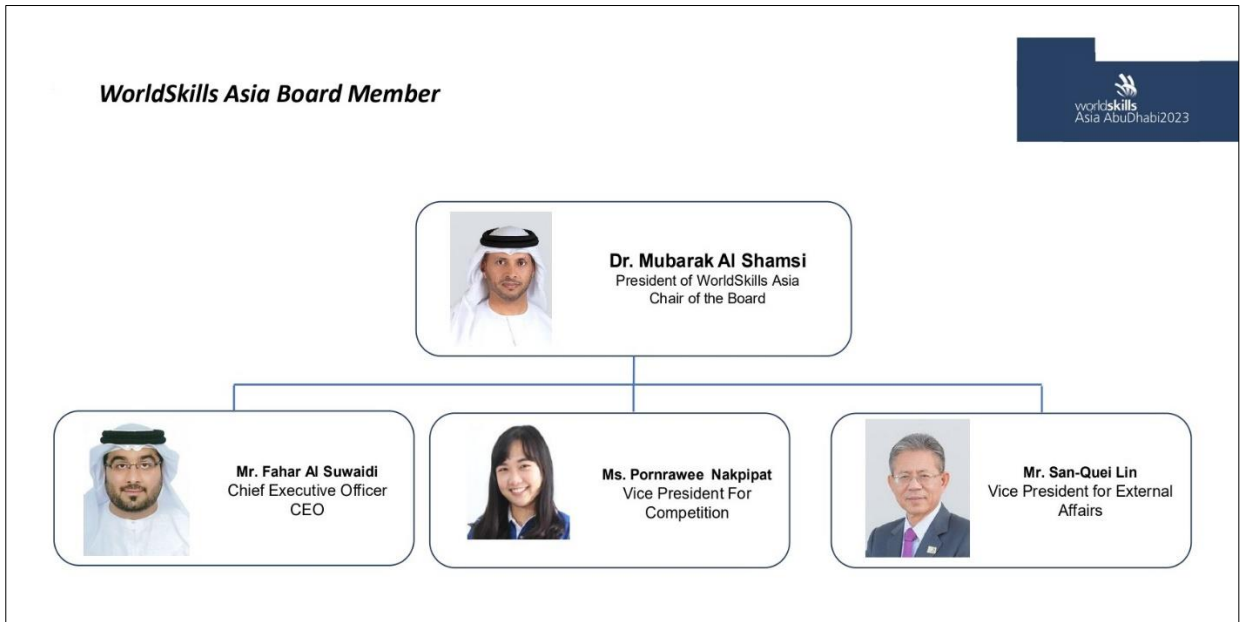 WorldSkills Asia Board Member
worldskills
Asia AbuDhabi2023
Dr. Mubarak Al Shamsi
President of WorldSkills Asia
Chair of the Board
Mr. Fahar Al Suwaidi
Chief Executive Officer
CEO
Ms. Pornrawee Nakpipat
Vice President For
Competition
Mr. San-Quei Lin
Vice President for External
Affairs